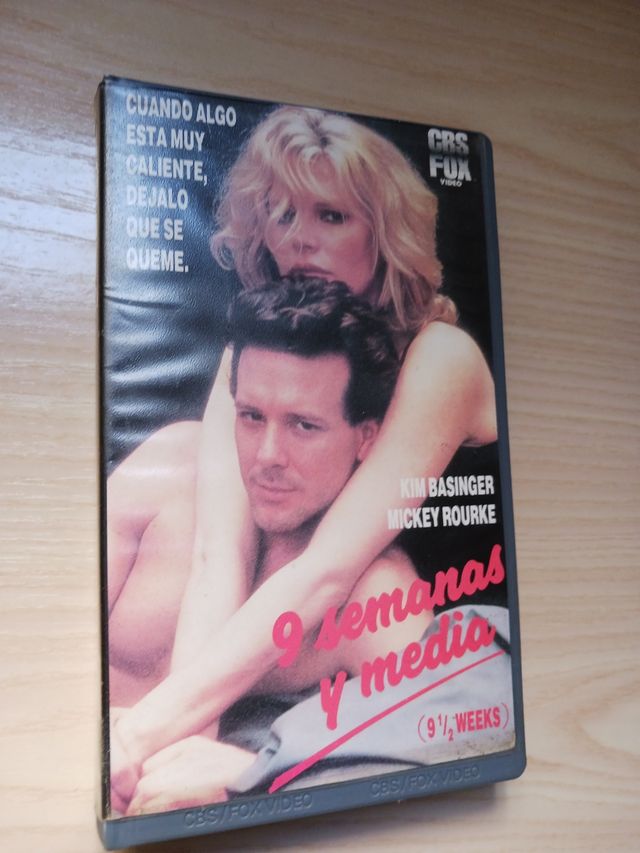 CUANDO ALGO
ESTA MUY
CALIENTE,
DEJALO
QUE SE
QUEME.
CBS
FOX
VIDEO
KIM BASINGER
MICKEY ROURKE
9 semanas
y media
(9 1/2 WEEKS)
CBS/FOX VIDEO CBS/FOX VIDEO